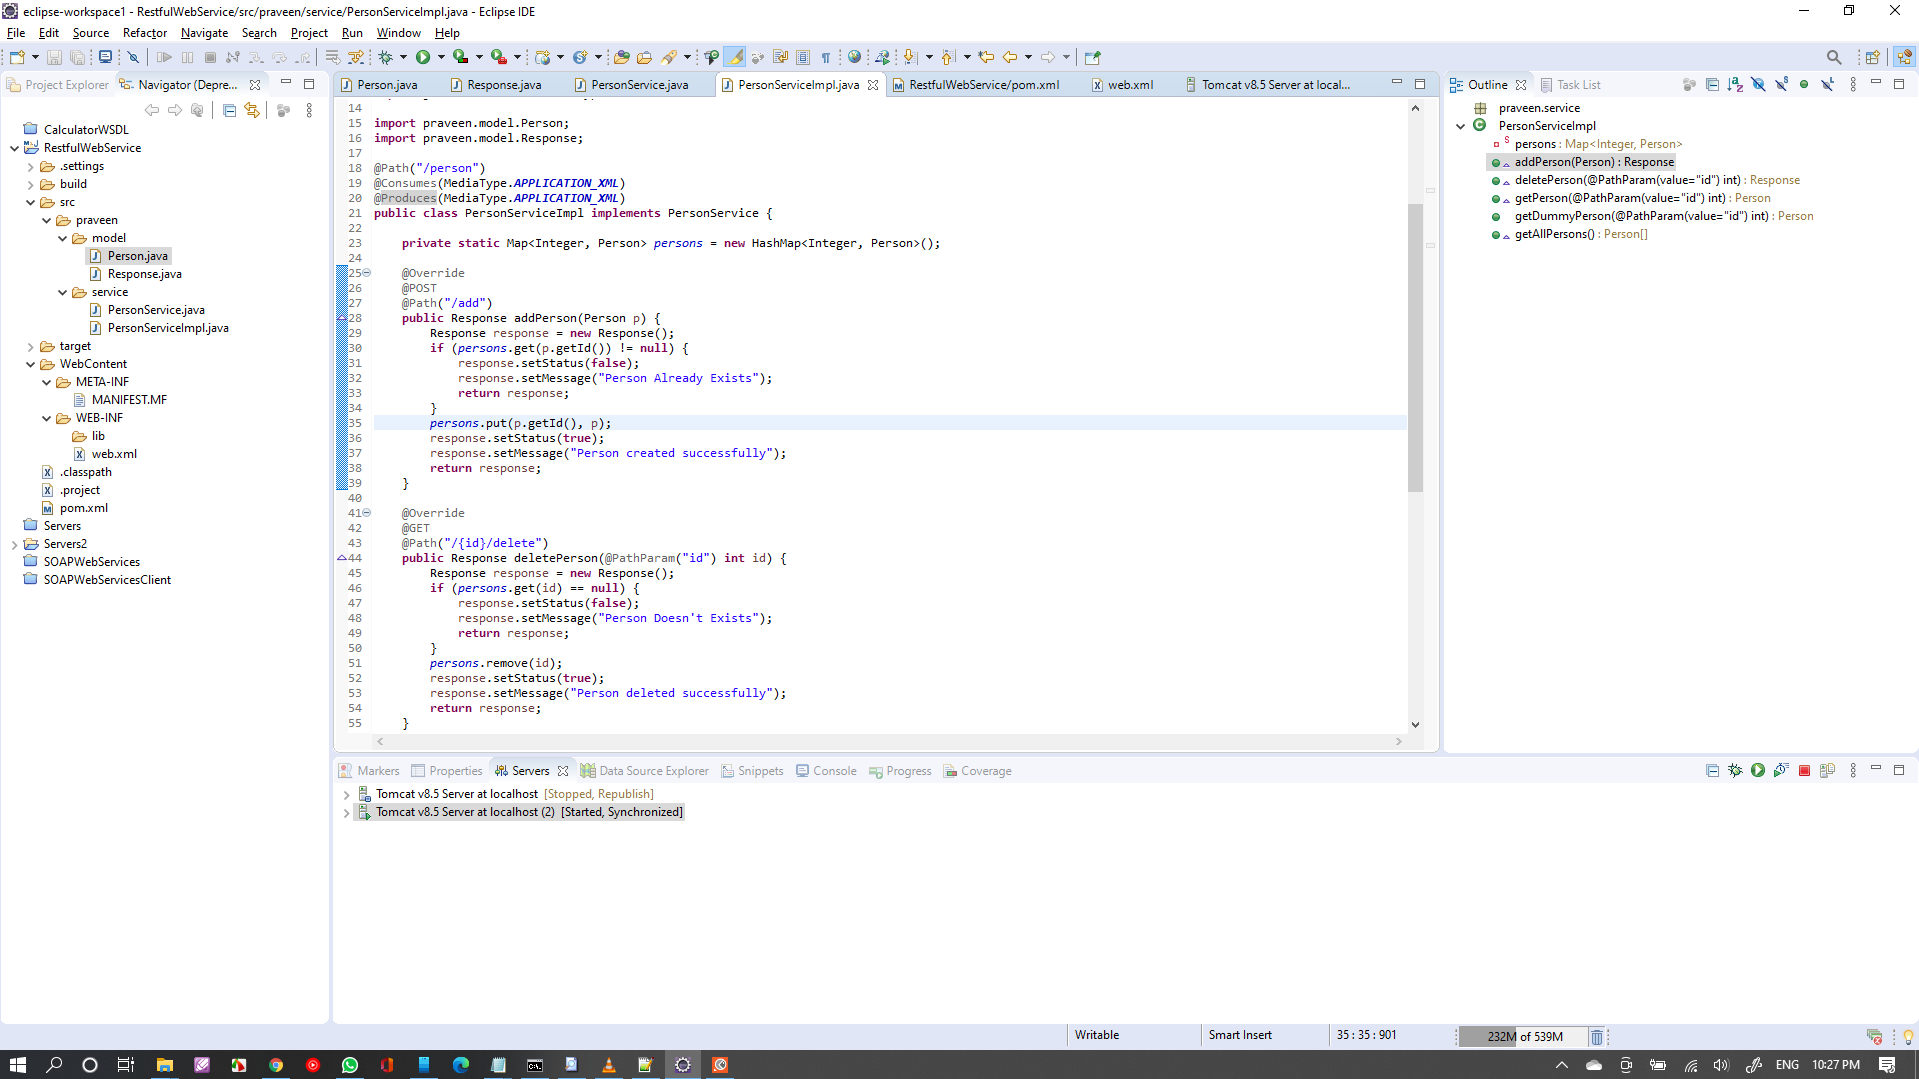 eclipse-workspace1 - RestfulWebService/src/praveen/service/PersonServiceImpl.java - Eclipse IDE
File Edit Source Refactor Navigate Search Project Run Window Help
Project Explorer Navigator (Depre...
CalculatorWSDL
RestfulWebService
.settings
build
src
praveen
model
Person.java
Response.java
service
PersonService.java
PersonServiceImpl.java
target
WebContent
META-INF
MANIFEST.MF
WEB-INF
lib
web.xml
.classpath
.project
pom.xml
Servers
Servers2
SOAPWebServices
SOAPWebServicesClient
Person.java Response.java PersonService.java PersonServiceImpl.java RestfulWebService/pom.xml web.xml Tomcat v8.5 Server at local...
14
15 import praveen.model.Person;
16 import praveen.model.Response;
17
18 @Path("/person")
19 @Consumes(MediaType.APPLICATION_XML)
20 @Produces(MediaType.APPLICATION_XML)
21 public class PersonServiceImpl implements PersonService {
22
23 private static Map<Integer, Person> persons = new HashMap<Integer, Person>();
24
25 @Override
26 @POST
27 @Path("/add")
28 public Response addPerson(Person p) {
29 Response response = new Response();
30 if (persons.get(p.getId()) != null) {
31 response.setStatus(false);
32 response.setMessage("Person Already Exists");
33 return response;
34 }
35 persons.put(p.getId(), p);
36 response.setStatus(true);
37 response.setMessage("Person created successfully");
38 return response;
39 }
40
41 @Override
42 @GET
43 @Path("/{id}/delete")
44 public Response deletePerson(@PathParam("id") int id) {
45 Response response = new Response();
46 if (persons.get(id) == null) {
47 response.setStatus(false);
48 response.setMessage("Person Doesn't Exists");
49 return response;
50 }
51 persons.remove(id);
52 response.setStatus(true);
53 response.setMessage("Person deleted successfully");
54 return response;
55 }
Outline Task List
praveen.service
PersonServiceImpl
persons : Map<Integer, Person>
addPerson(Person) : Response
deletePerson(@PathParam(value="id") int) : Response
getPerson(@PathParam(value="id") int) : Person
getDummyPerson(@PathParam(value="id") int) : Person
getAllPersons() : Person[]
Markers Properties Servers Data Source Explorer Snippets Console Progress Coverage
Tomcat v8.5 Server at localhost [Stopped, Republish]
Tomcat v8.5 Server at localhost (2) [Started, Synchronized]
Writable Smart Insert 35 : 35 : 901 232M of 539M
ENG 10:27 PM